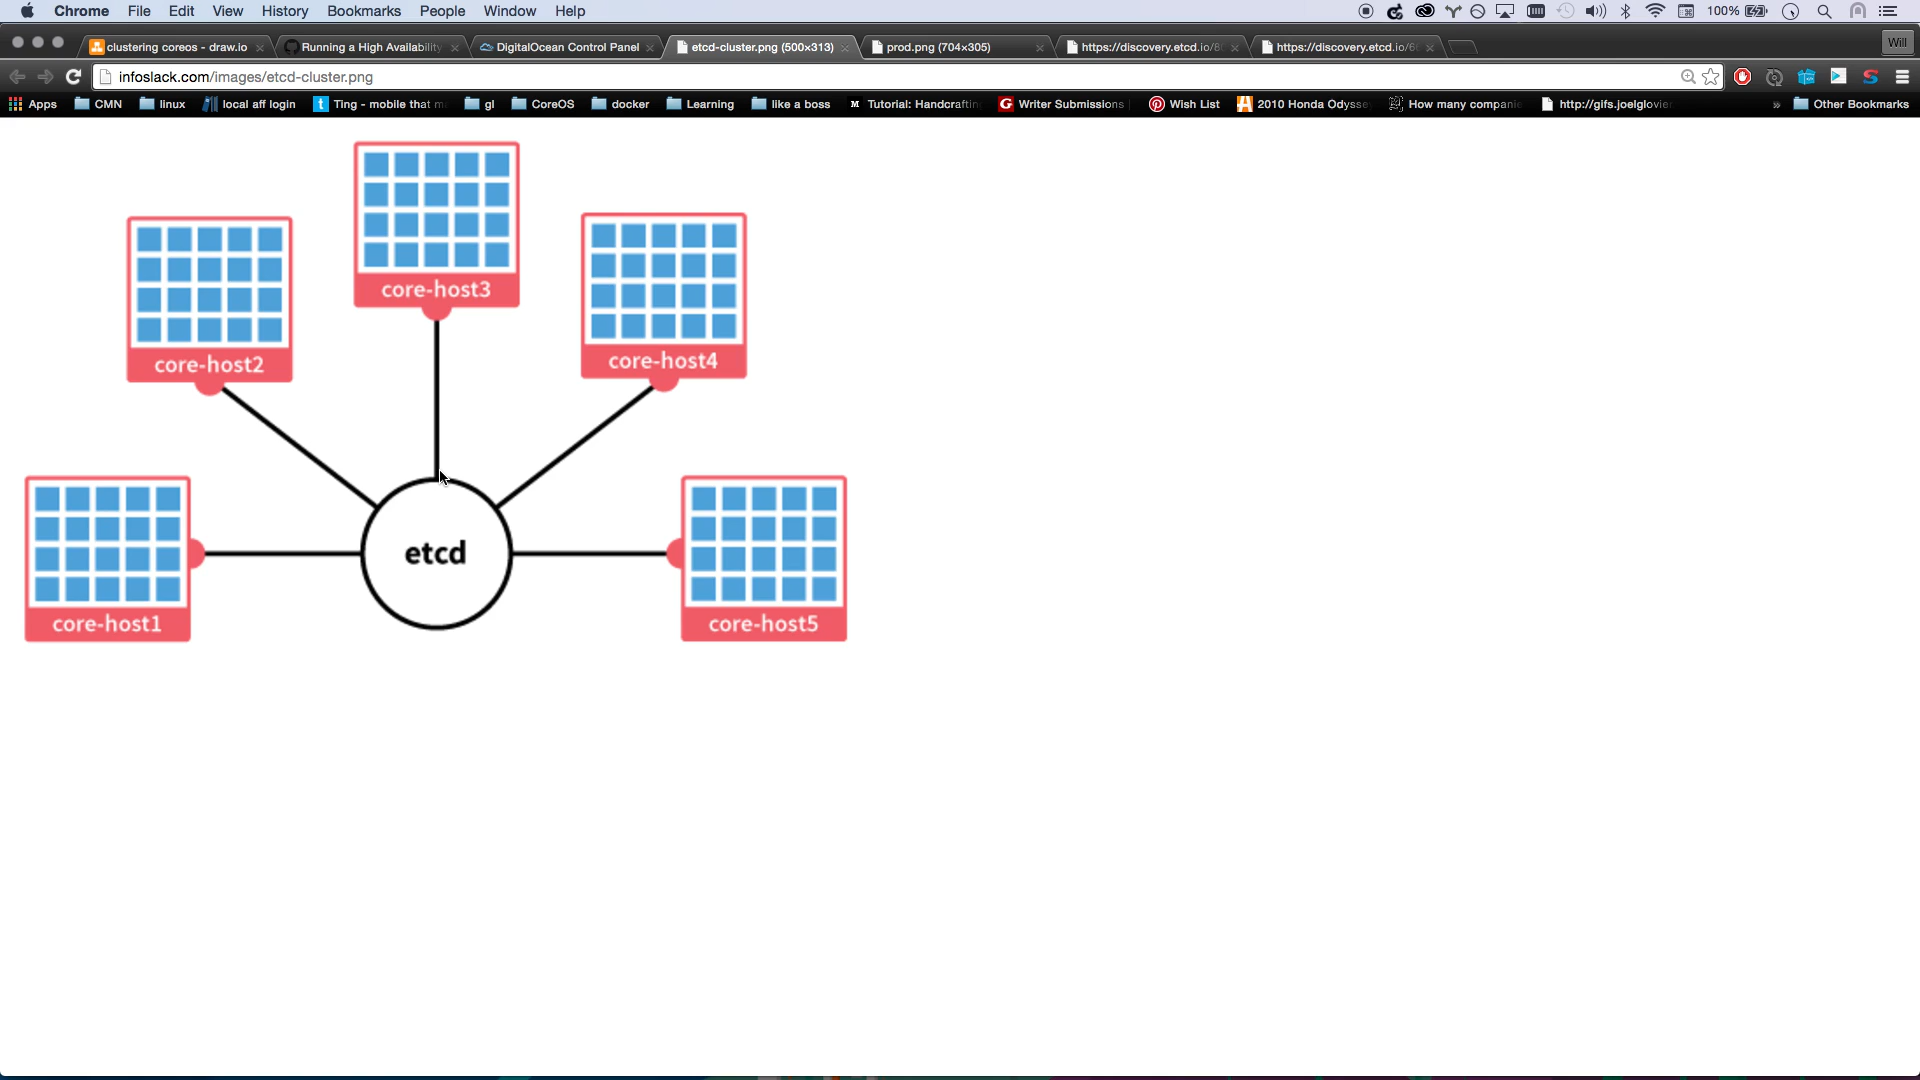 Chrome File Edit View History Bookmarks People Window Help 100%
clustering coreos - draw.io Running a High Availability DigitalOcean Control Panel etcd-cluster.png (500×313) prod.png (704×305) https://discovery.etcd.io/8 https://discovery.etcd.io/6 Will
infoslack.com/images/etcd-cluster.png
Apps CMN linux local aff login Ting - mobile that m gl CoreOS docker Learning like a boss Tutorial: Handcraftin Writer Submissions Wish List 2010 Honda Odysse How many compani http://gifs.joelglovie » Other Bookmarks
core-host3
core-host2
core-host4
etcd
core-host1
core-host5